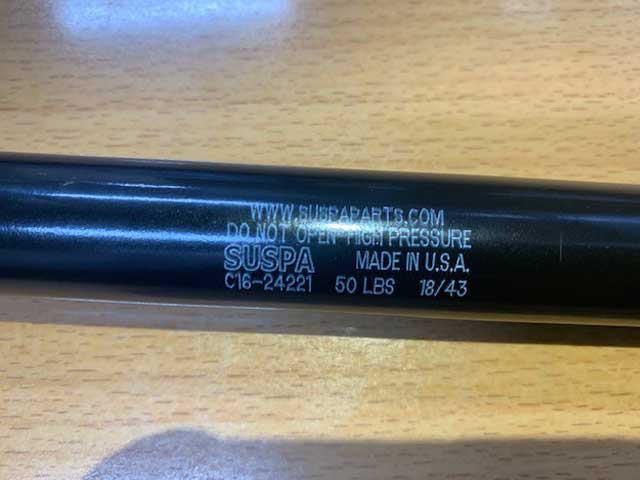 WWW.SUSPAPARTS.COM
DO NOT OPEN-HIGH PRESSURE
SUSPA MADE IN U.S.A.
C16-24221 50 LBS 18/43